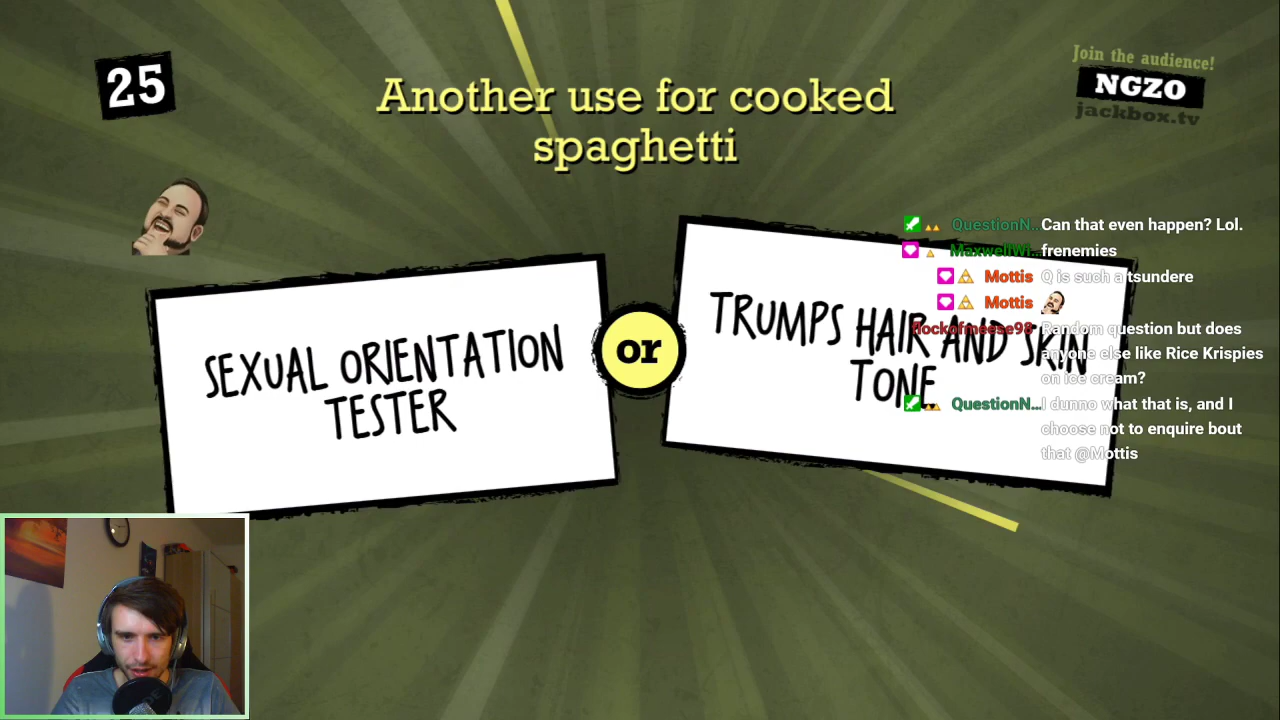 25
Another use for cooked
spaghetti
Join the audience!
NGZO
jackbox.tv
SEXUAL ORIENTATION
TESTER
or
TRUMPS HAIR AND SKIN
TONE
QuestionN... Can that even happen? Lol.
MaxwellWi... frenemies
Mottis Q is such a tsundere
Mottis
flockofmeese98 Random question but does
anyone else like Rice Krispies
on ice cream?
QuestionN... I dunno what that is, and I
choose not to enquire bout
that @Mottis